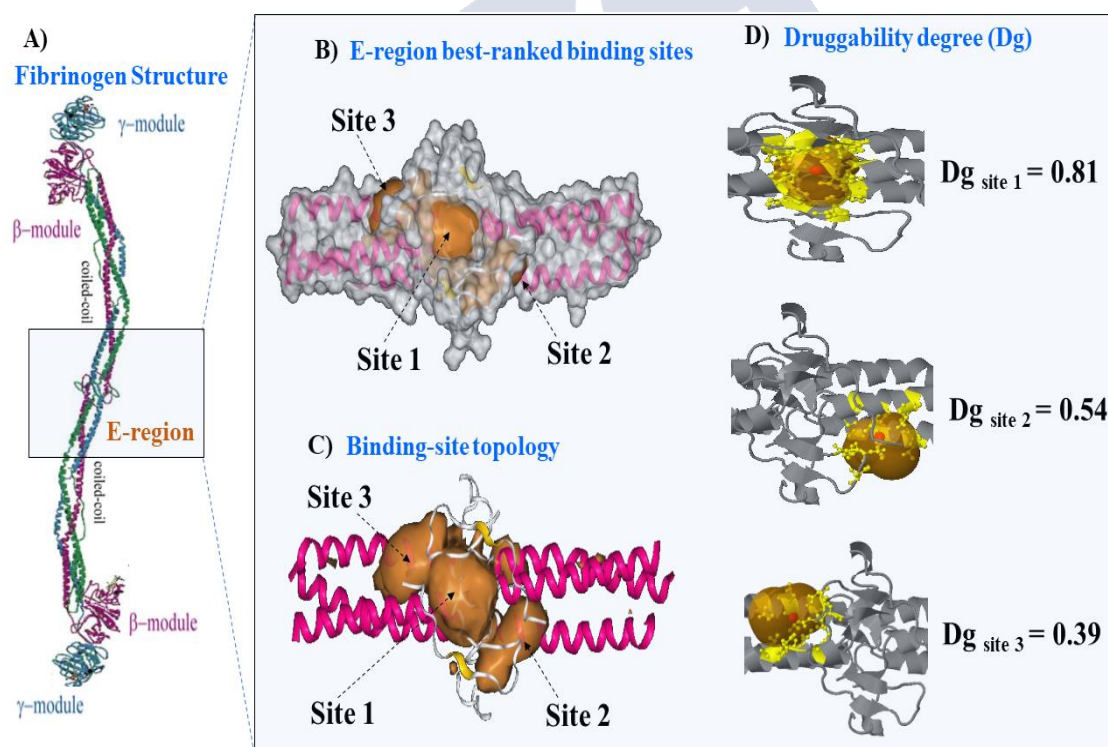 A)
Fibrinogen Structure
γ–module
β–module
coiled-coil
E-region
coiled-coil
β–module
γ–module
B) E-region best-ranked binding sites
Site 3
Site 1
Site 2
C) Binding-site topology
Site 3
Site 1
Site 2
D) Druggability degree (Dg)
Dg site 1 = 0.81
Dg site 2 = 0.54
Dg site 3 = 0.39